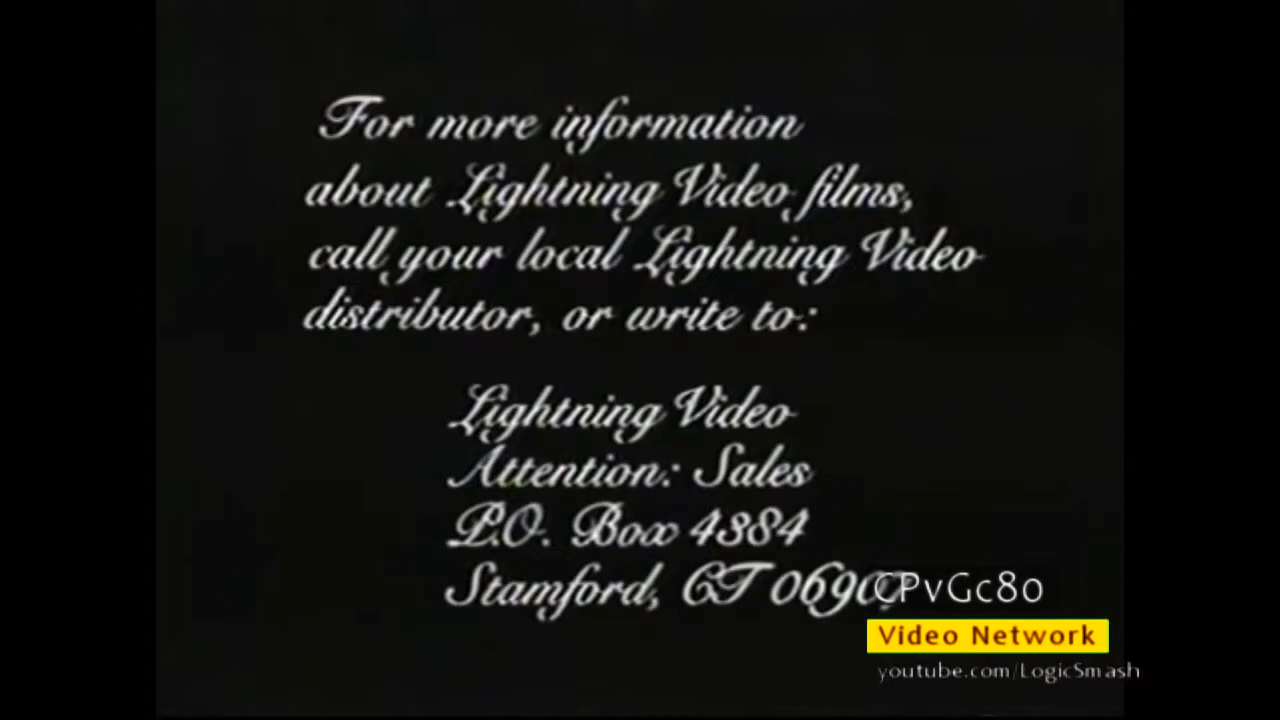 For more information
about Lightning Video films,
call your local Lightning Video
distributor, or write to:
Lightning Video
Attention: Sales
P.O. Box 4384
Stamford, CT
CPvGc80
Video Network
youtube.com/LogicSmash